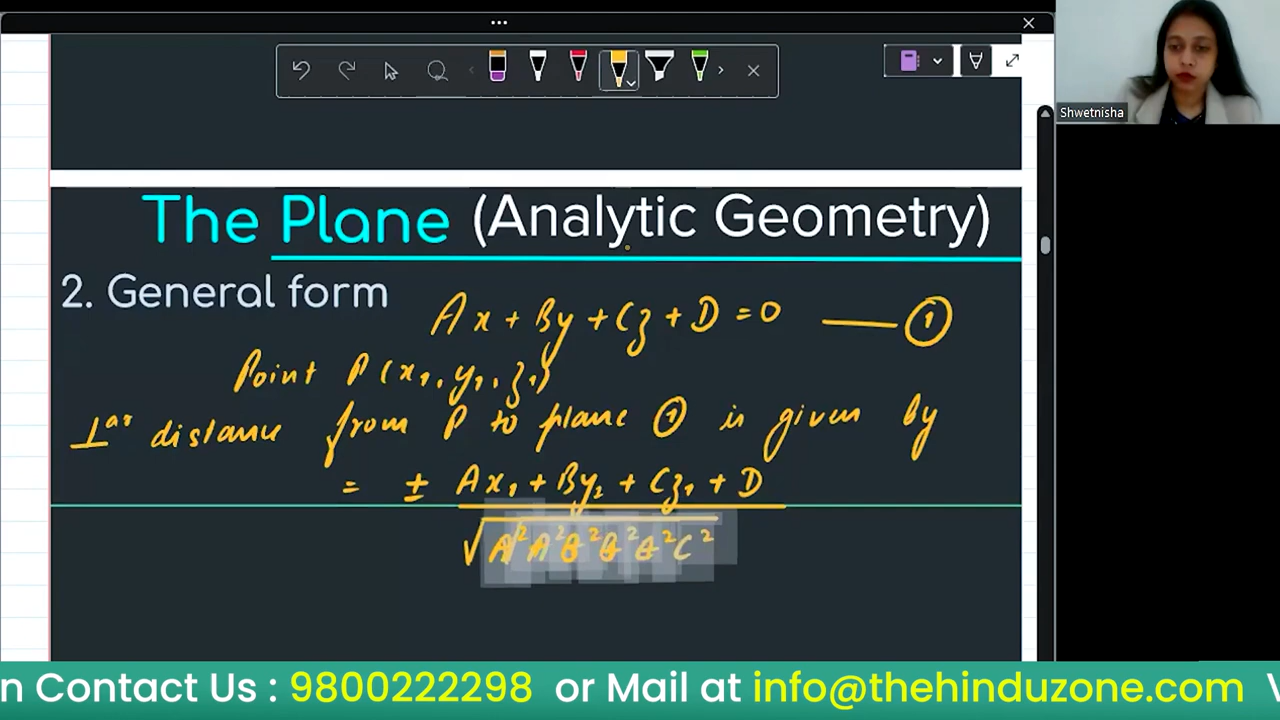 Shwetnisha
The Plane (Analytic Geometry)
2. General form
Ax + By + Cz + D = 0 —— ①
Point P(x₁, y₁, z₁)
⊥ar distance from P to plane ① is given by
= ± Ax₁ + By₂ + Cz₁ + D
n Contact Us : 9800222298 or Mail at info@thehinduzone.com V